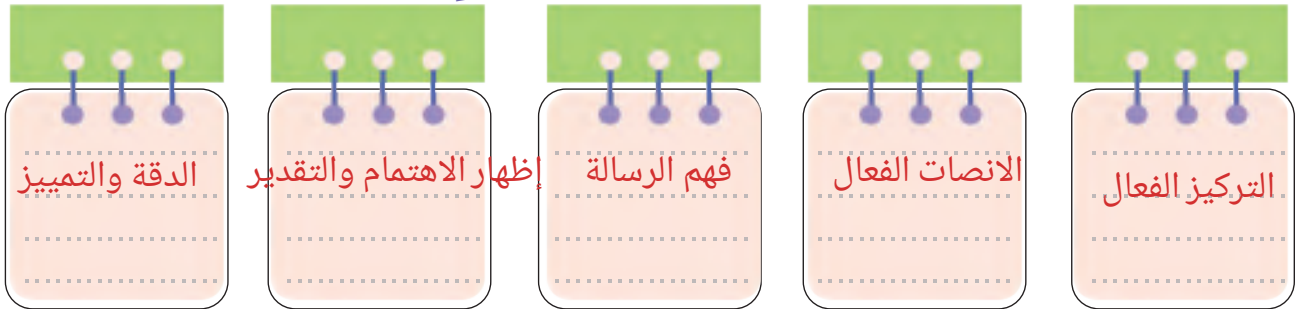 التركيز الفعال
الانصات الفعال
فهم الرسالة
إظهار الاهتمام والتقدير
الدقة والتمييز